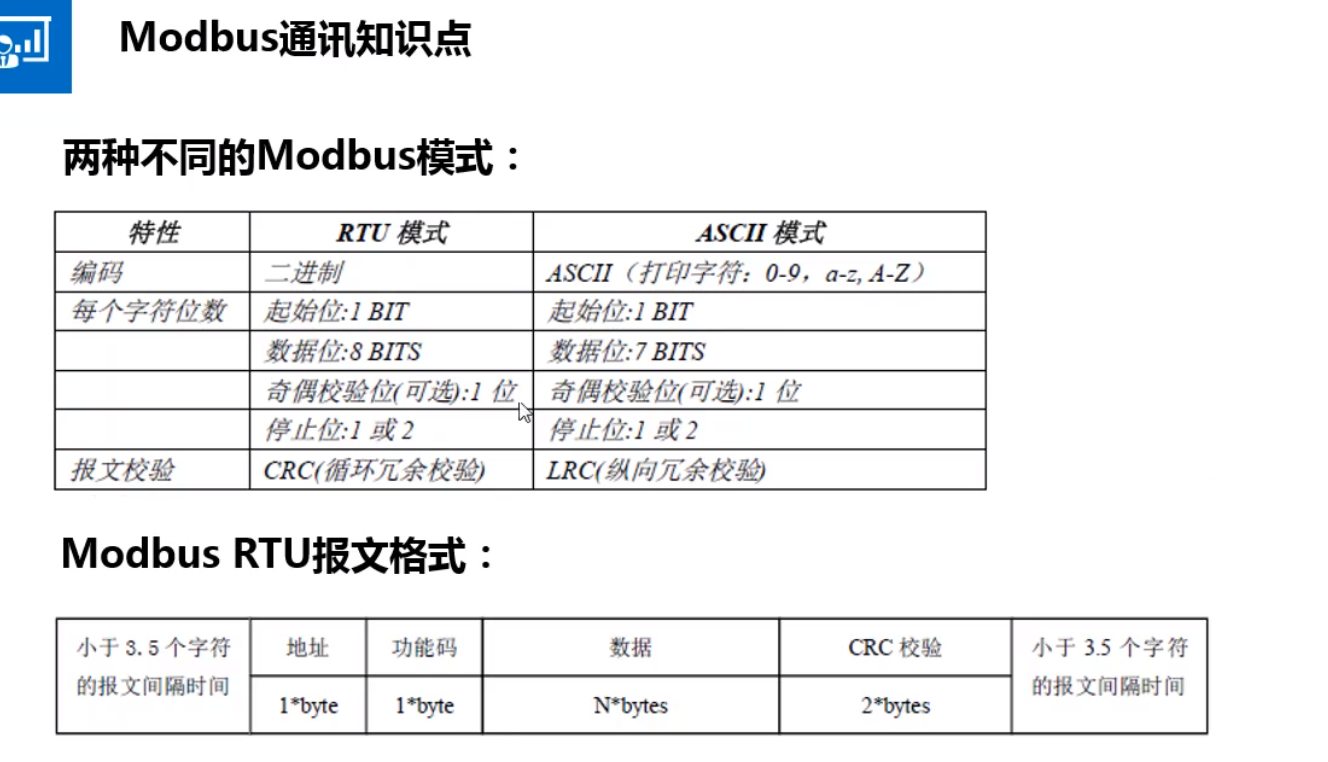 Modbus通讯知识点
两种不同的Modbus模式：
特性 RTU 模式 ASCII 模式
编码 二进制 ASCII（打印字符：0-9，a-z, A-Z）
每个字符位数 起始位:1 BIT 起始位:1 BIT
数据位:8 BITS 数据位:7 BITS
奇偶校验位(可选):1 位 奇偶校验位(可选):1 位
停止位:1 或 2 停止位:1 或 2
报文校验 CRC(循环冗余校验) LRC(纵向冗余校验)
Modbus RTU报文格式：
小于 3.5 个字符 地址 功能码 数据 CRC 校验 小于 3.5 个字符
的报文间隔时间 1*byte 1*byte N*bytes 2*bytes 的报文间隔时间